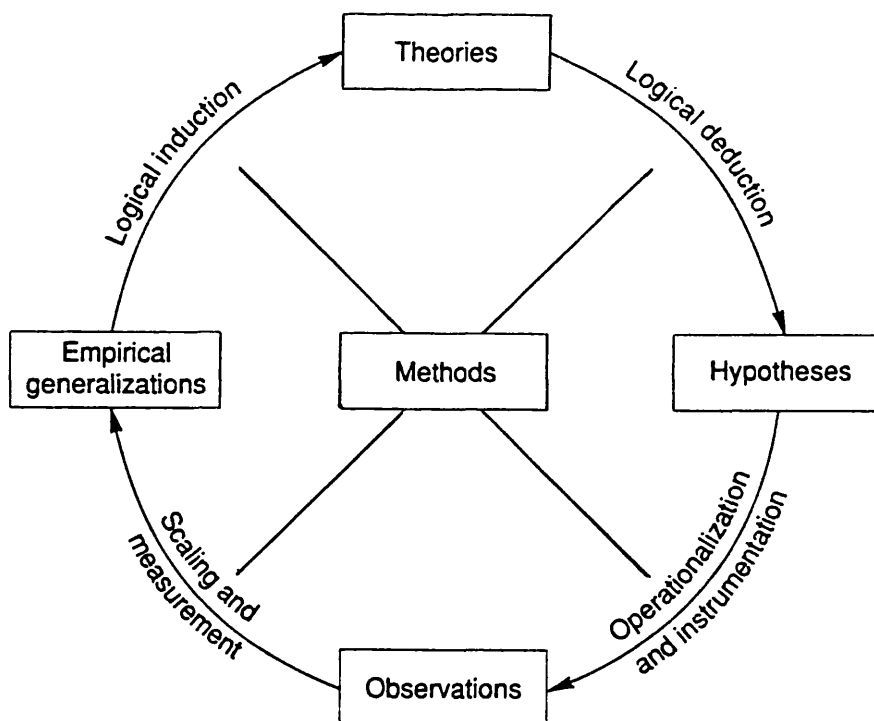 Theories
Logical induction
Logical deduction
Empirical
generalizations
Methods
Hypotheses
Scaling and
measurement
Operationalization
and instrumentation
Observations